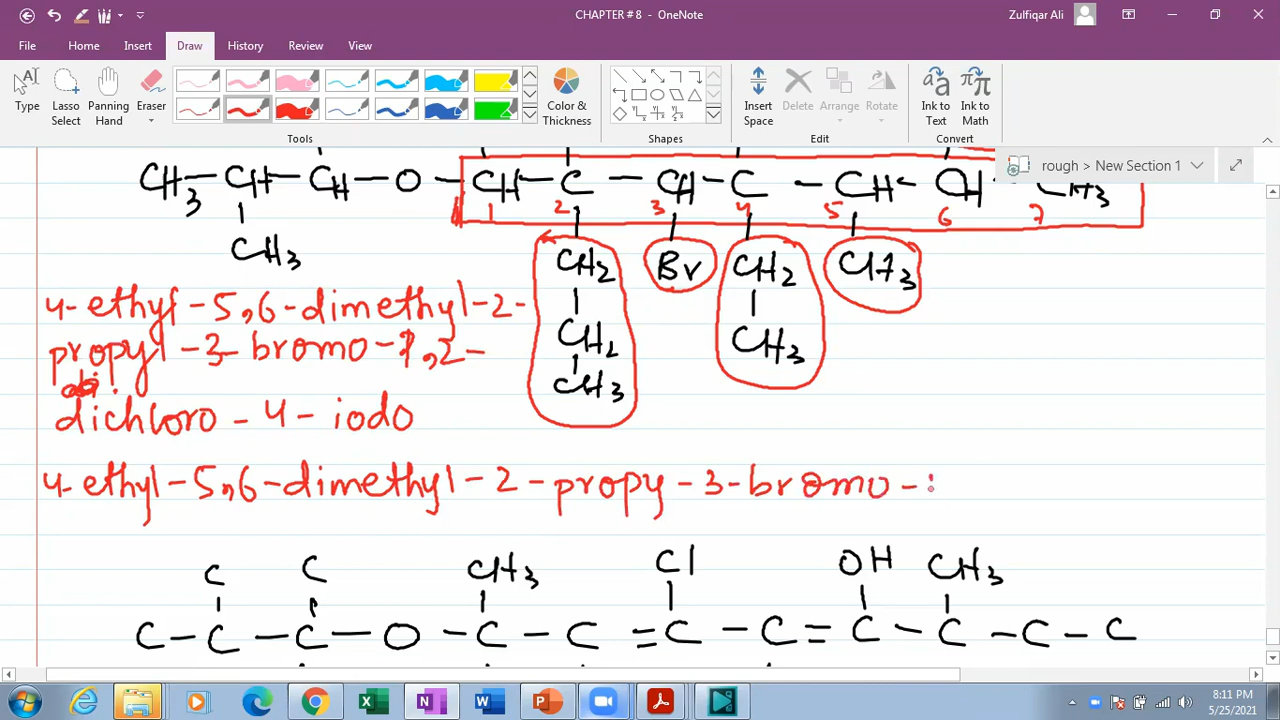 CHAPTER # 8 - OneNote
Zulfiqar Ali
File Home Insert Draw History Review View
Type Lasso Select Panning Hand Eraser Color & Thickness Insert Space Delete Arrange Rotate Ink to Text Ink to Math
Tools Shapes Edit Convert
rough > New Section 1
CH3 — CH — CH — O — CH — C — CH — C — CH — CH — CH3
1 2 3 4 5 6 7
CH3 CH2 Br CH2 CH3
4-ethyl-5,6-dimethyl-2-
CH2 CH3
propyl-3-bromo-1,2-
CH3
dichloro-4-iodo
4-ethyl-5,6-dimethyl-2-propy-3-bromo-
C C CH3 Cl OH CH3
C — C — C — O — C — C = C — C = C — C — C — C
8:11 PM
5/25/2021